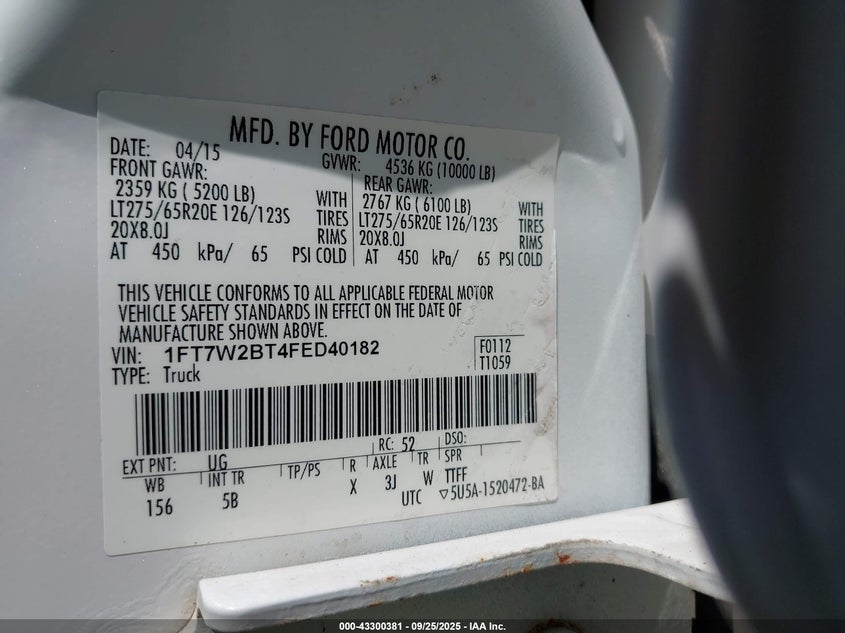 MFD. BY FORD MOTOR CO.
DATE: 04/15 GVWR: 4536 KG (10000 LB)
FRONT GAWR: REAR GAWR:
2359 KG ( 5200 LB) WITH 2767 KG ( 6100 LB) WITH
LT275/65R20E 126/123S TIRES LT275/65R20E 126/123S TIRES
20X8.0J RIMS 20X8.0J RIMS
AT 450 kPa/ 65 PSI COLD AT 450 kPa/ 65 PSI COLD
THIS VEHICLE CONFORMS TO ALL APPLICABLE FEDERAL MOTOR
VEHICLE SAFETY STANDARDS IN EFFECT ON THE DATE OF
MANUFACTURE SHOWN ABOVE.
VIN: 1FT7W2BT4FED40182 F0112
TYPE: Truck T1059
RC: 52 DSO:
EXT PNT: UG
WB INT TR TP/PS R AXLE TR SPR
156 5B X 3J W TTFF
UTC ▽5U5A-1520472-BA
000-43300381 - 09/25/2025 - IAA Inc.